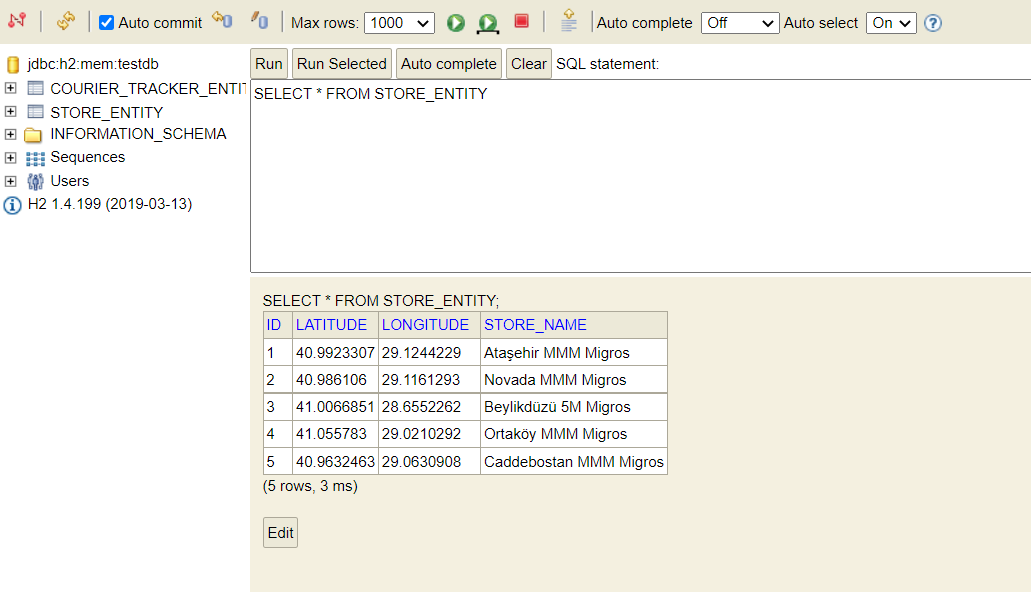 Auto commit Max rows: 1000 Auto complete Off Auto select On
jdbc:h2:mem:testdb
COURIER_TRACKER_ENTI
STORE_ENTITY
INFORMATION_SCHEMA
Sequences
Users
H2 1.4.199 (2019-03-13)
Run Run Selected Auto complete Clear SQL statement:
SELECT * FROM STORE_ENTITY
SELECT * FROM STORE_ENTITY;
ID LATITUDE LONGITUDE STORE_NAME
1 40.9923307 29.1244229 Ataşehir MMM Migros
2 40.986106 29.1161293 Novada MMM Migros
3 41.0066851 28.6552262 Beylikdüzü 5M Migros
4 41.055783 29.0210292 Ortaköy MMM Migros
5 40.9632463 29.0630908 Caddebostan MMM Migros
(5 rows, 3 ms)
Edit